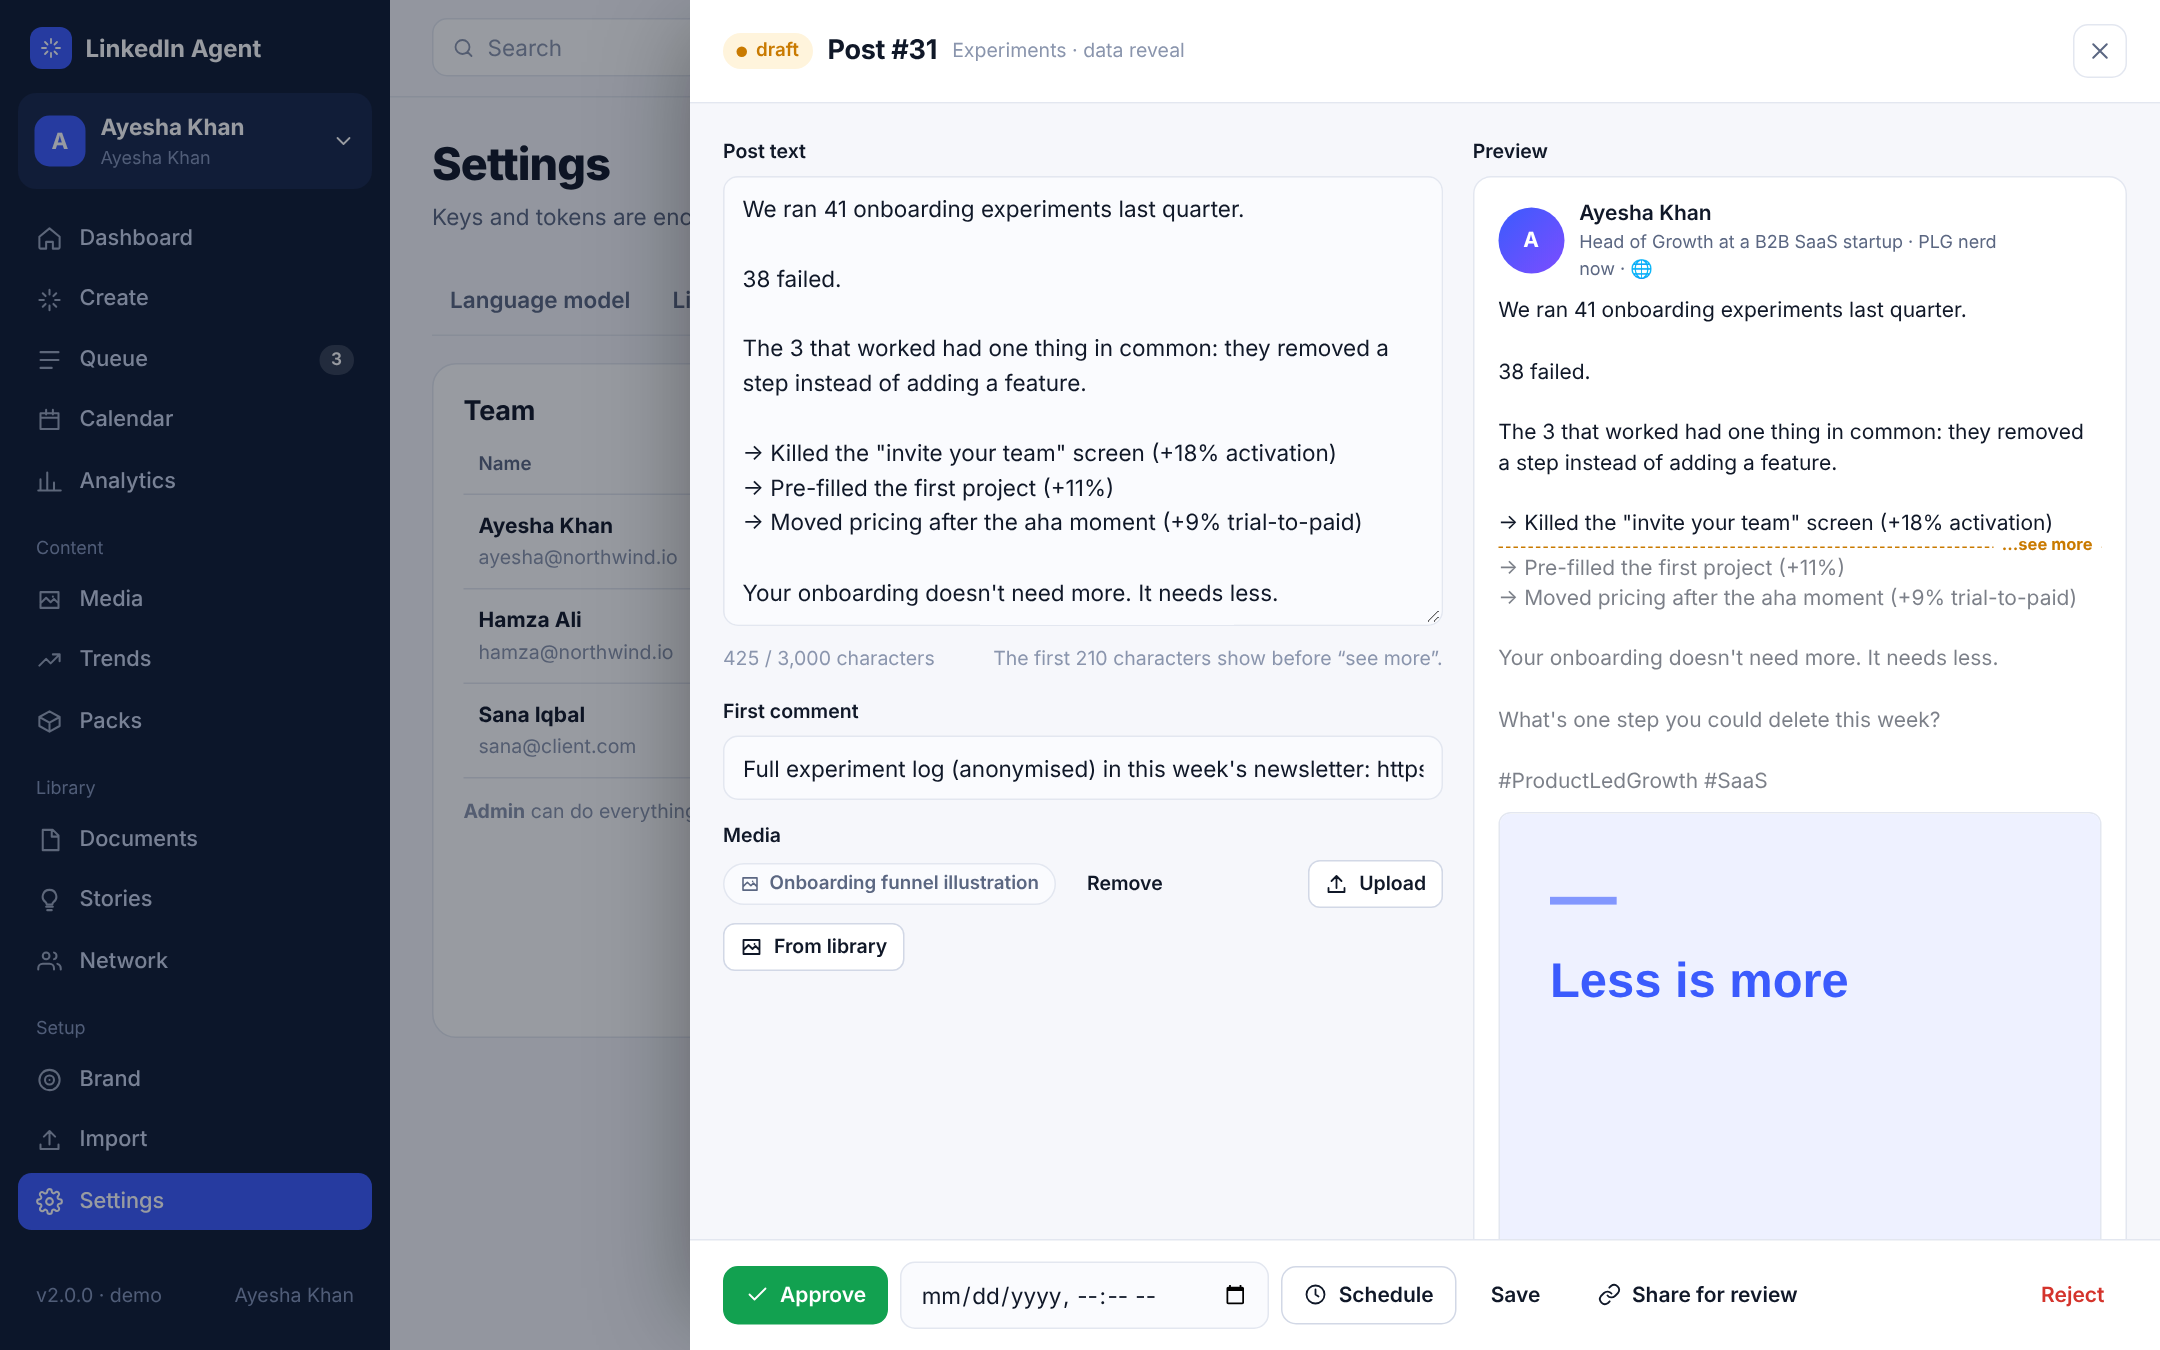 LinkedIn Agent
A
Ayesha Khan
Ayesha Khan
Dashboard
Create
Queue 3
Calendar
Analytics
Content
Media
Trends
Packs
Library
Documents
Stories
Network
Setup
Brand
Import
Settings
v2.0.0 · demo Ayesha Khan
Search
Settings
Keys and tokens are enc
Language model Li
Team
Name
Ayesha Khan
ayesha@northwind.io
Hamza Ali
hamza@northwind.io
Sana Iqbal
sana@client.com
Admin can do everything
draft Post #31 Experiments · data reveal
Post text
We ran 41 onboarding experiments last quarter.
38 failed.
The 3 that worked had one thing in common: they removed a
step instead of adding a feature.
→ Killed the "invite your team" screen (+18% activation)
→ Pre-filled the first project (+11%)
→ Moved pricing after the aha moment (+9% trial-to-paid)
Your onboarding doesn't need more. It needs less.
425 / 3,000 characters The first 210 characters show before “see more”.
First comment
Full experiment log (anonymised) in this week's newsletter: https
Media
Onboarding funnel illustration Remove Upload
From library
Preview
A
Ayesha Khan
Head of Growth at a B2B SaaS startup · PLG nerd
now · 🌐
We ran 41 onboarding experiments last quarter.
38 failed.
The 3 that worked had one thing in common: they removed
a step instead of adding a feature.
→ Killed the "invite your team" screen (+18% activation)
...see more
→ Pre-filled the first project (+11%)
→ Moved pricing after the aha moment (+9% trial-to-paid)
Your onboarding doesn't need more. It needs less.
What's one step you could delete this week?
#ProductLedGrowth #SaaS
Less is more
Approve mm/dd/yyyy, --:-- -- Schedule Save Share for review Reject